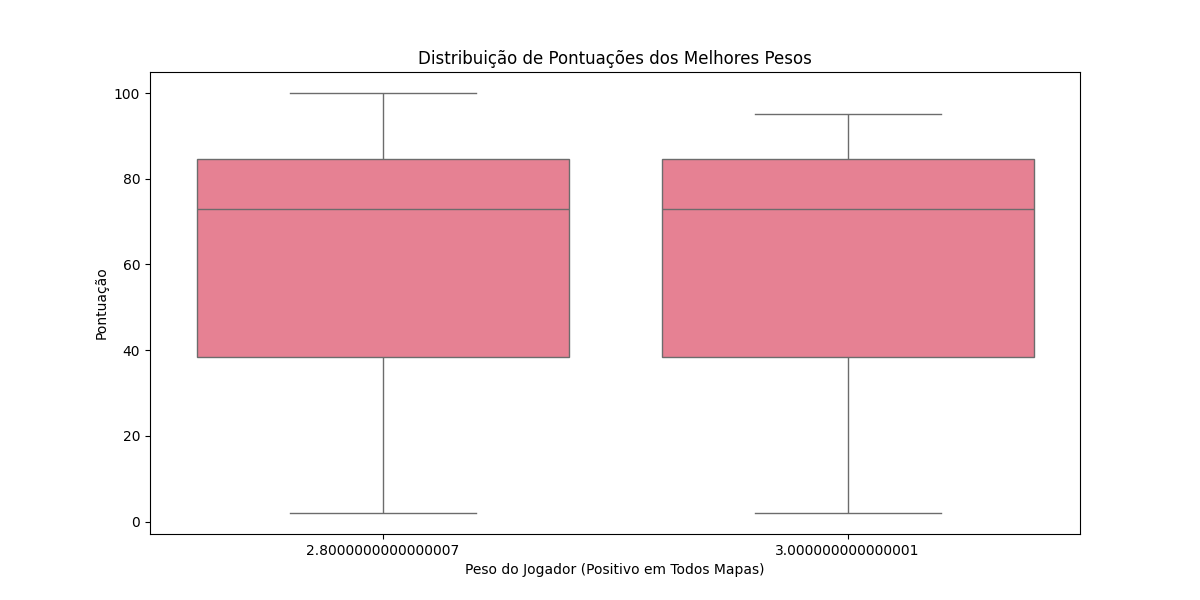 Distribuição de Pontuações dos Melhores Pesos
100
80
60
40
20
0
Pontuação
2.8000000000000007
3.000000000000001
Peso do Jogador (Positivo em Todos Mapas)